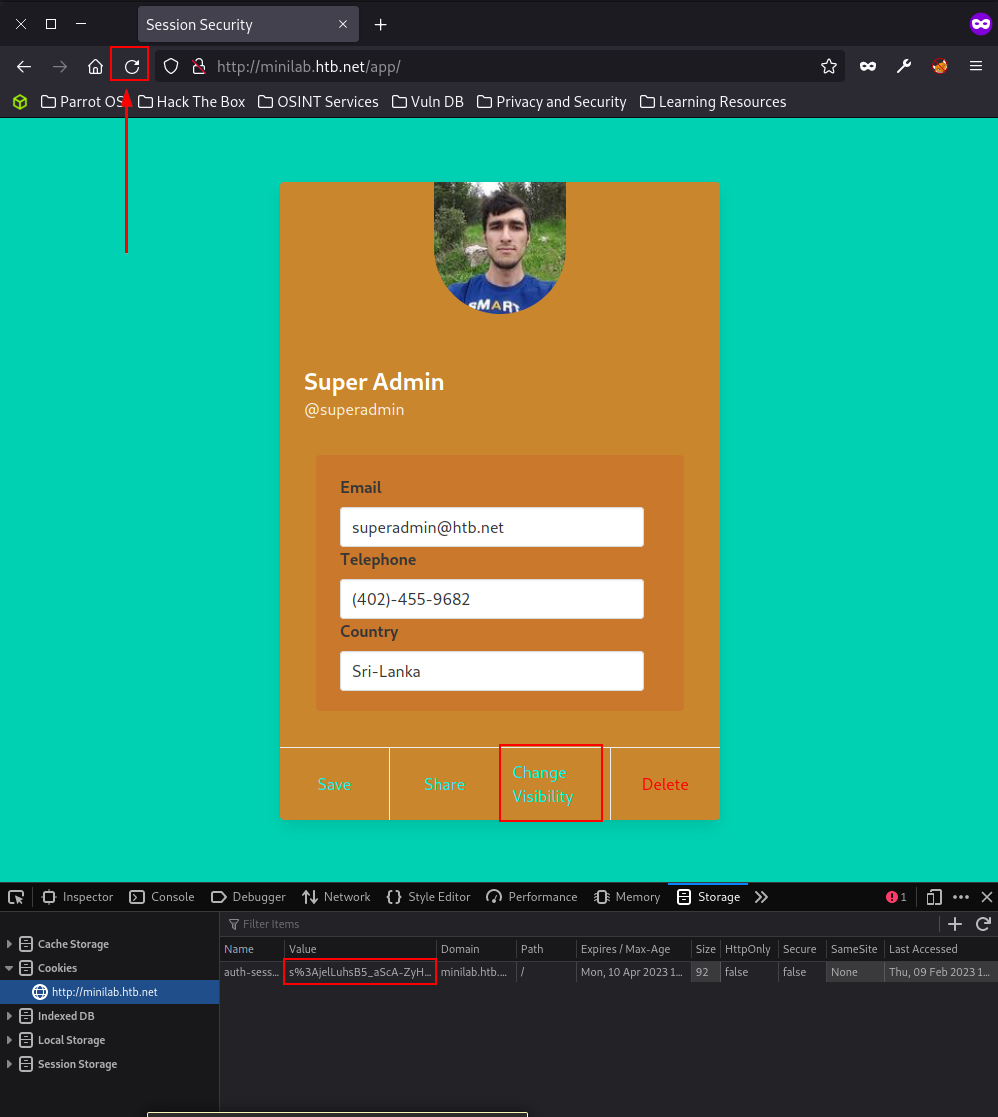 Session Security
http://minilab.htb.net/app/
Parrot OS Hack The Box OSINT Services Vuln DB Privacy and Security Learning Resources
SMART
Super Admin
@superadmin
Email
superadmin@htb.net
Telephone
(402)-455-9682
Country
Sri-Lanka
Save Share Change Visibility Delete
Inspector Console Debugger Network Style Editor Performance Memory Storage 1
Filter Items
Cache Storage
Cookies
http://minilab.htb.net
Indexed DB
Local Storage
Session Storage
Name Value Domain Path Expires / Max-Age Size HttpOnly Secure SameSite Last Accessed
auth-sess... s%3AjelLuhsB5_aScA-ZyH... minilab.htb.... / Mon, 10 Apr 2023 1... 92 false false None Thu, 09 Feb 2023 1...